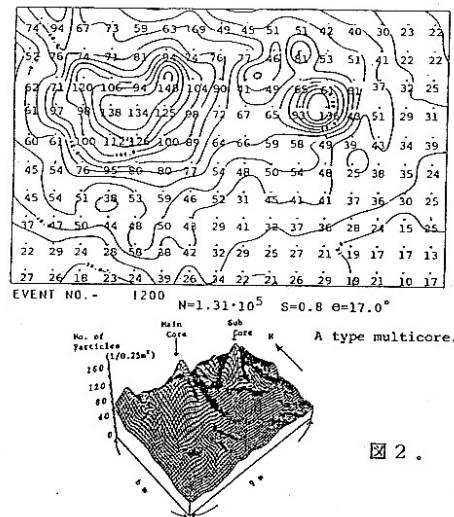 74 94 67 73 59 63 69 49 45 51 51 42 40 30 23 22
52 76 74 71 81 94 74 76 77 46 41 53 51 41 22 22
62 71 120 106 94 148 104 90 71 49 65 61 81 37 32 25
61 97 98 138 134 125 98 72 67 65 93 136 43 51 29 31
60 61 100 112 126 100 89 64 66 59 58 49 39 43 34 39
45 54 76 95 80 80 77 54 48 50 54 48 25 38 35 24
45 54 51 38 53 59 46 52 31 45 41 41 37 36 30 25
37 47 50 44 48 50 43 29 41 32 37 36 28 24 15 25
22 29 24 28 58 38 42 32 29 25 27 21 19 17 17 13
27 26 18 23 24 39 26 34 22 21 26 29 18 21 10 17
EVENT NO.- 1200 N=1.31·10⁵ S=0.8 θ=17.0°
A type multicore.
No. of
Particles
(1/0.25m²)
Main
Core
Sub
Core
N
160
120
80
40
0
図2。